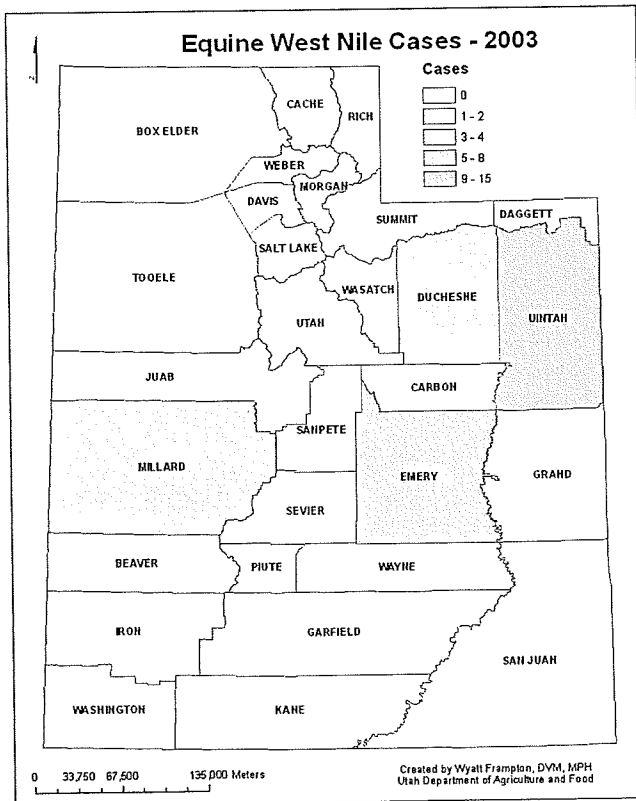 Equine West Nile Cases - 2003
Cases
0
1 - 2
3 - 4
5 - 8
9 - 15
N
CACHE
RICH
BOX ELDER
WEBER
MORGAN
DAVIS
SUMMIT
DAGGETT
SALT LAKE
TOOELE
WASATCH
DUCHESNE
UINTAH
UTAH
JUAB
CARBON
SANPETE
MILLARD
EMERY
GRAND
SEVIER
BEAVER
PIUTE
WAYNE
IRON
GARFIELD
SAN JUAN
WASHINGTON
KANE
0 33,750 67,500 135,000 Meters
Created by Wyatt Frampton, DVM, MPH
Utah Department of Agriculture and Food